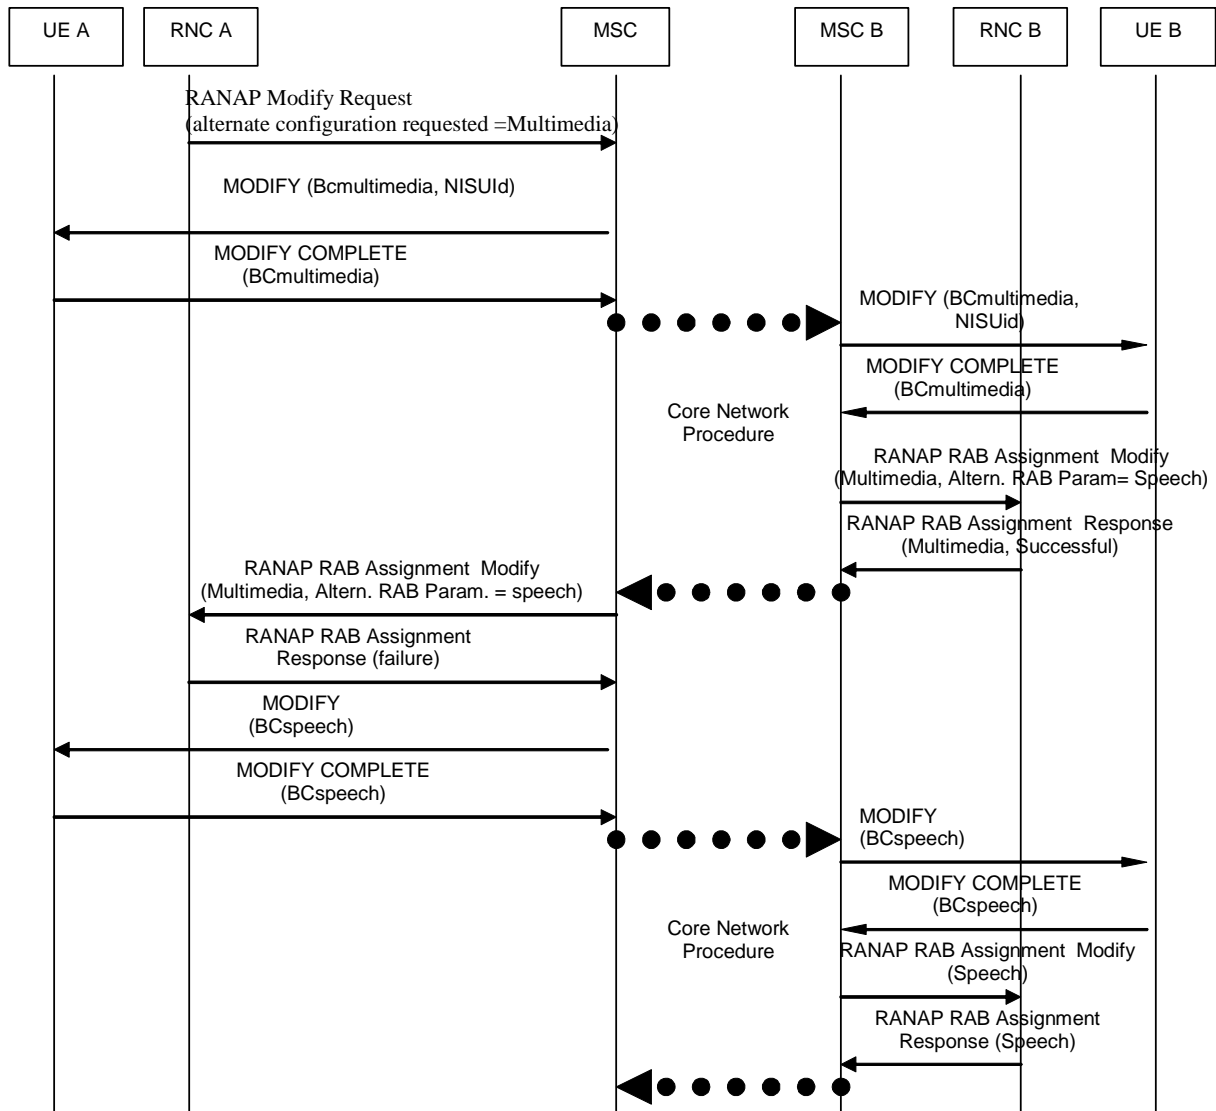 UE A
RNC A
MSC
MSC B
RNC B
UE B
RANAP Modify Request
(alternate configuration requested =Multimedia)
MODIFY (Bcmultimedia, NISUId)
MODIFY COMPLETE
(BCmultimedia)
MODIFY (BCmultimedia,
NISUid)
MODIFY COMPLETE
(BCmultimedia)
Core Network
Procedure
RANAP RAB Assignment Modify
(Multimedia, Altern. RAB Param= Speech)
RANAP RAB Assignment Response
(Multimedia, Successful)
RANAP RAB Assignment Modify
(Multimedia, Altern. RAB Param. = speech)
RANAP RAB Assignment
Response (failure)
MODIFY
(BCspeech)
MODIFY COMPLETE
(BCspeech)
MODIFY
(BCspeech)
MODIFY COMPLETE
(BCspeech)
Core Network
Procedure
RANAP RAB Assignment Modify
(Speech)
RANAP RAB Assignment
Response (Speech)